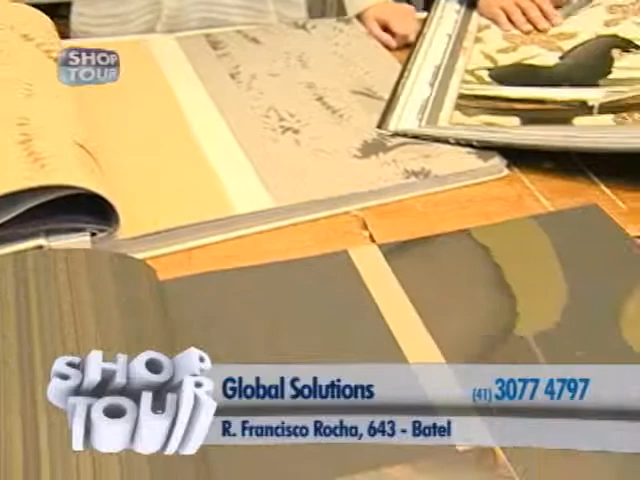 SHOP
TOUR
SHOP
TOUR
Global Solutions (41) 3077 4797
R. Francisco Rocha, 643 - Batel